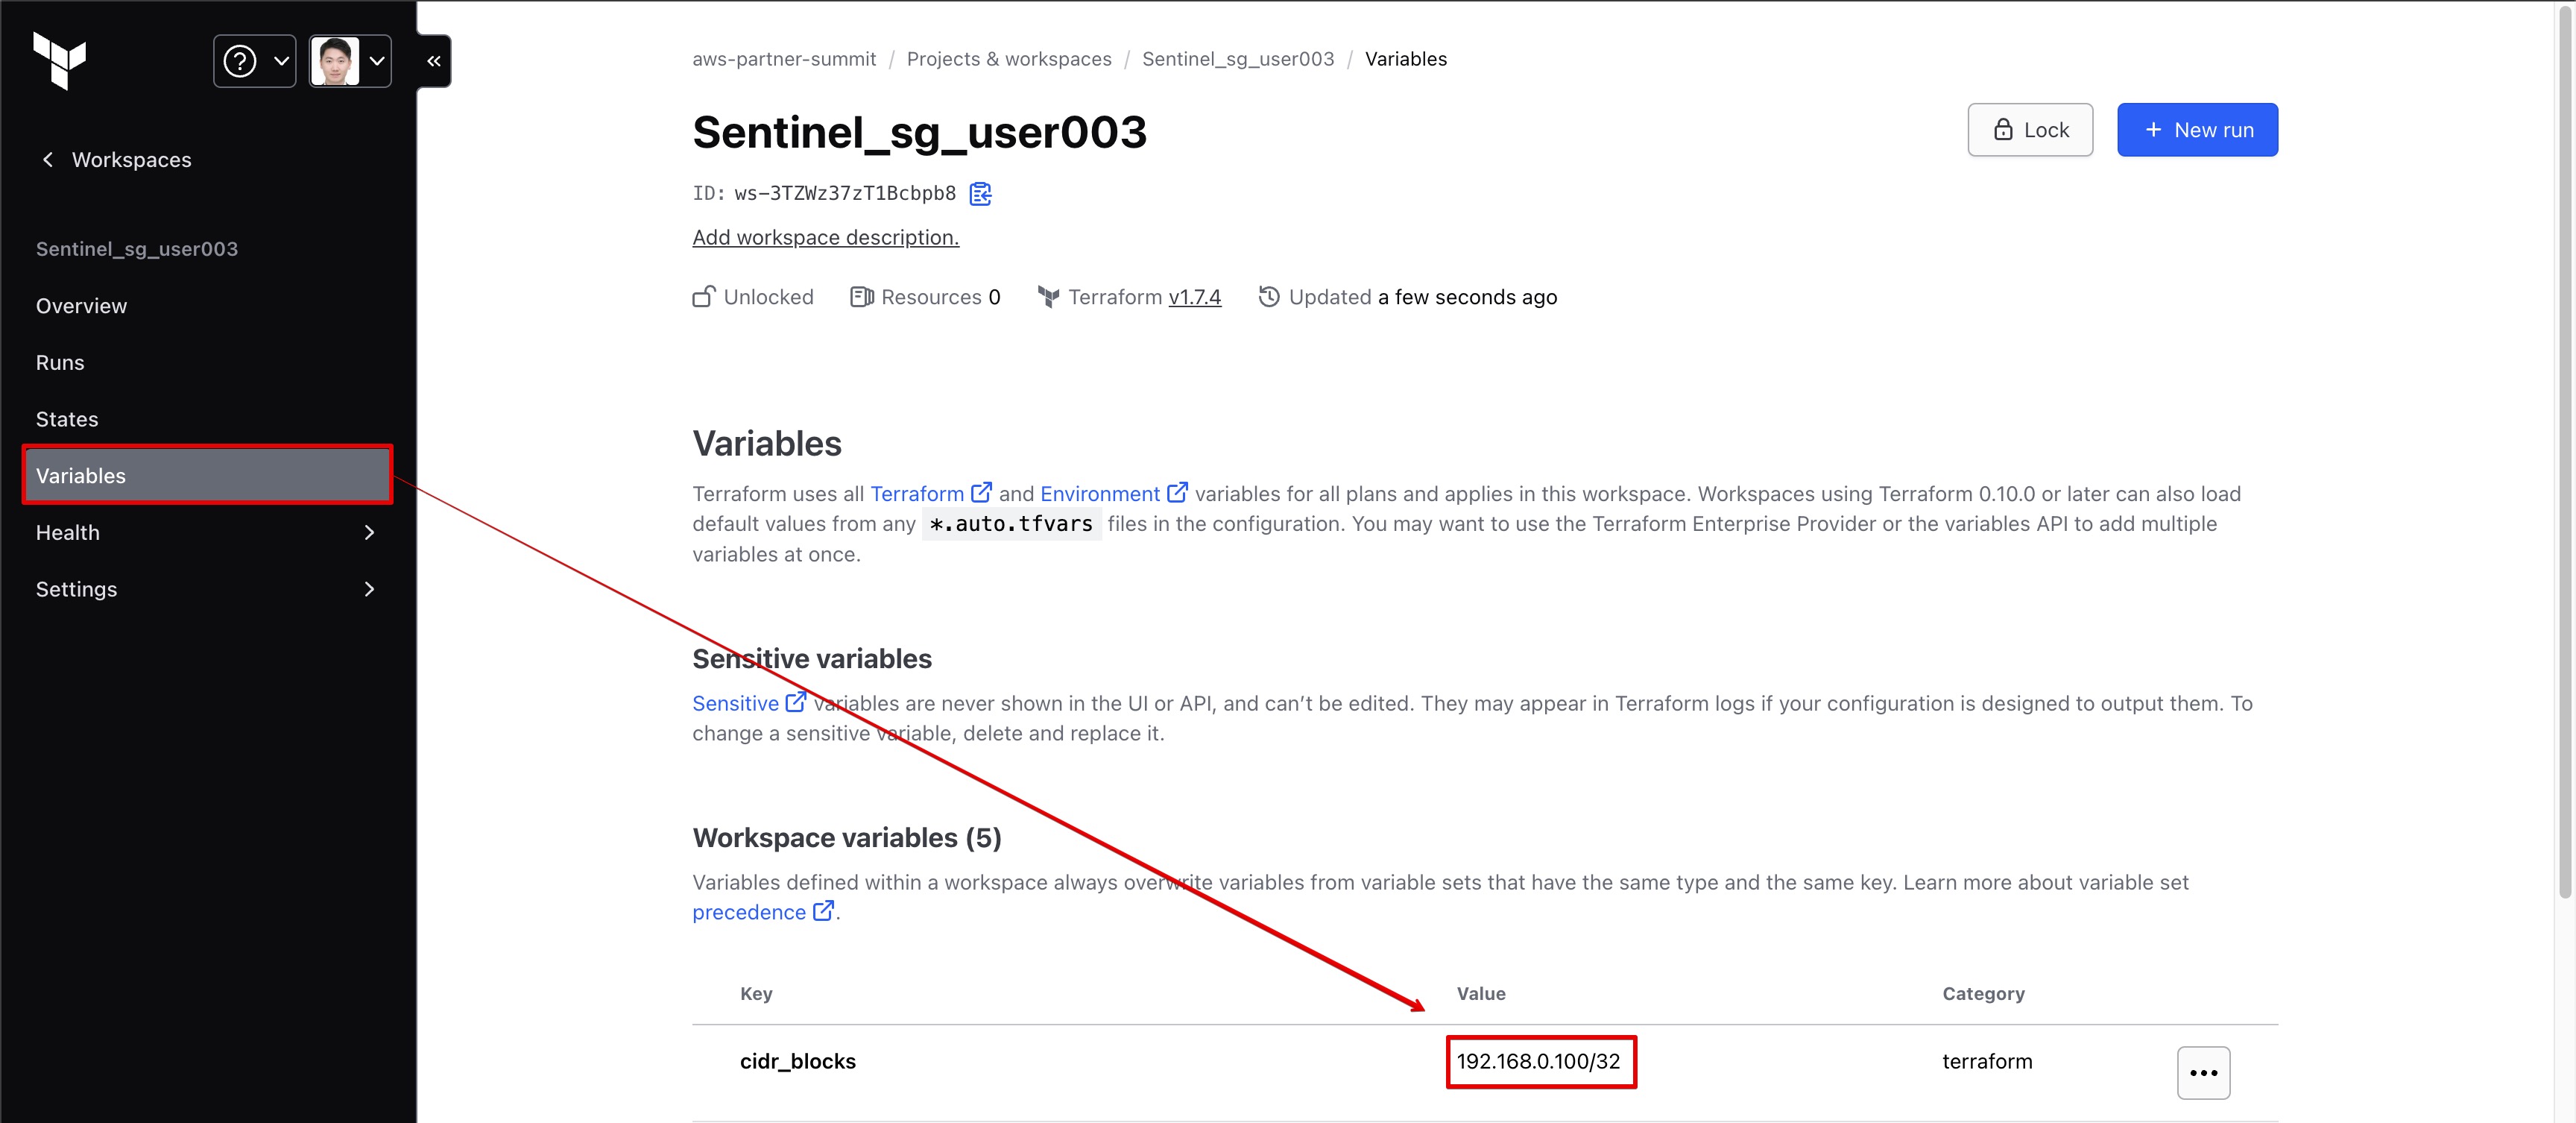 Workspaces
Sentinel_sg_user003
Overview
Runs
States
Variables
Health
Settings
aws-partner-summit / Projects & workspaces / Sentinel_sg_user003 / Variables
Sentinel_sg_user003
Lock
+ New run
ID: ws-3TZWz37zT1Bcbpb8
Add workspace description.
Unlocked Resources 0 Terraform v1.7.4 Updated a few seconds ago
Variables
Terraform uses all Terraform and Environment variables for all plans and applies in this workspace. Workspaces using Terraform 0.10.0 or later can also load
default values from any *.auto.tfvars files in the configuration. You may want to use the Terraform Enterprise Provider or the variables API to add multiple
variables at once.
Sensitive variables
Sensitive variables are never shown in the UI or API, and can't be edited. They may appear in Terraform logs if your configuration is designed to output them. To
change a sensitive variable, delete and replace it.
Workspace variables (5)
Variables defined within a workspace always overwrite variables from variable sets that have the same type and the same key. Learn more about variable set
precedence .
Key Value Category
cidr_blocks 192.168.0.100/32 terraform